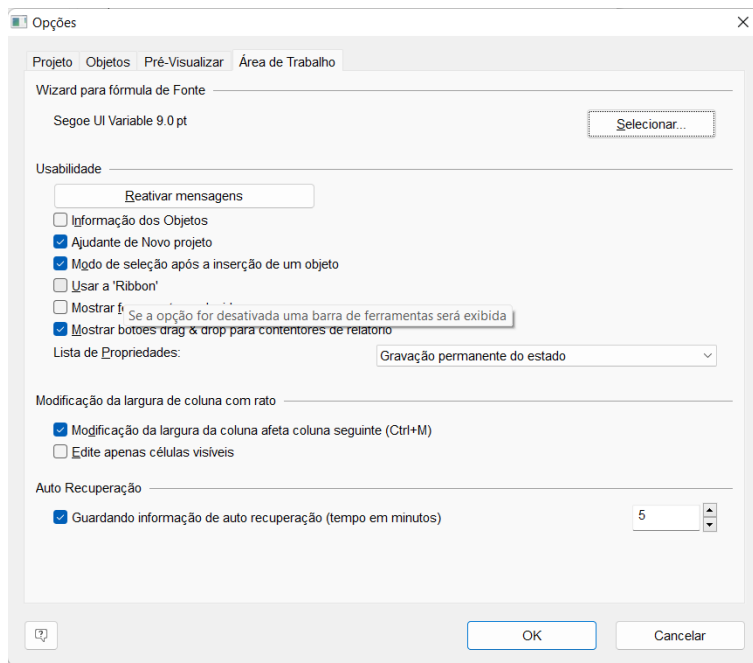 Opções
Projeto Objetos Pré-Visualizar Área de Trabalho
Wizard para fórmula de Fonte
Segoe UI Variable 9.0 pt
Selecionar...
Usabilidade
Reativar mensagens
Informação dos Objetos
Ajudante de Novo projeto
Modo de seleção após a inserção de um objeto
Usar a 'Ribbon'
Mostrar
Se a opção for desativada uma barra de ferramentas será exibida
Mostrar botões drag & drop para contentores de relatório
Lista de Propriedades:
Gravação permanente do estado
Modificação da largura de coluna com rato
Modificação da largura da coluna afeta coluna seguinte (Ctrl+M)
Edite apenas células visíveis
Auto Recuperação
Guardando informação de auto recuperação (tempo em minutos)
5
OK
Cancelar